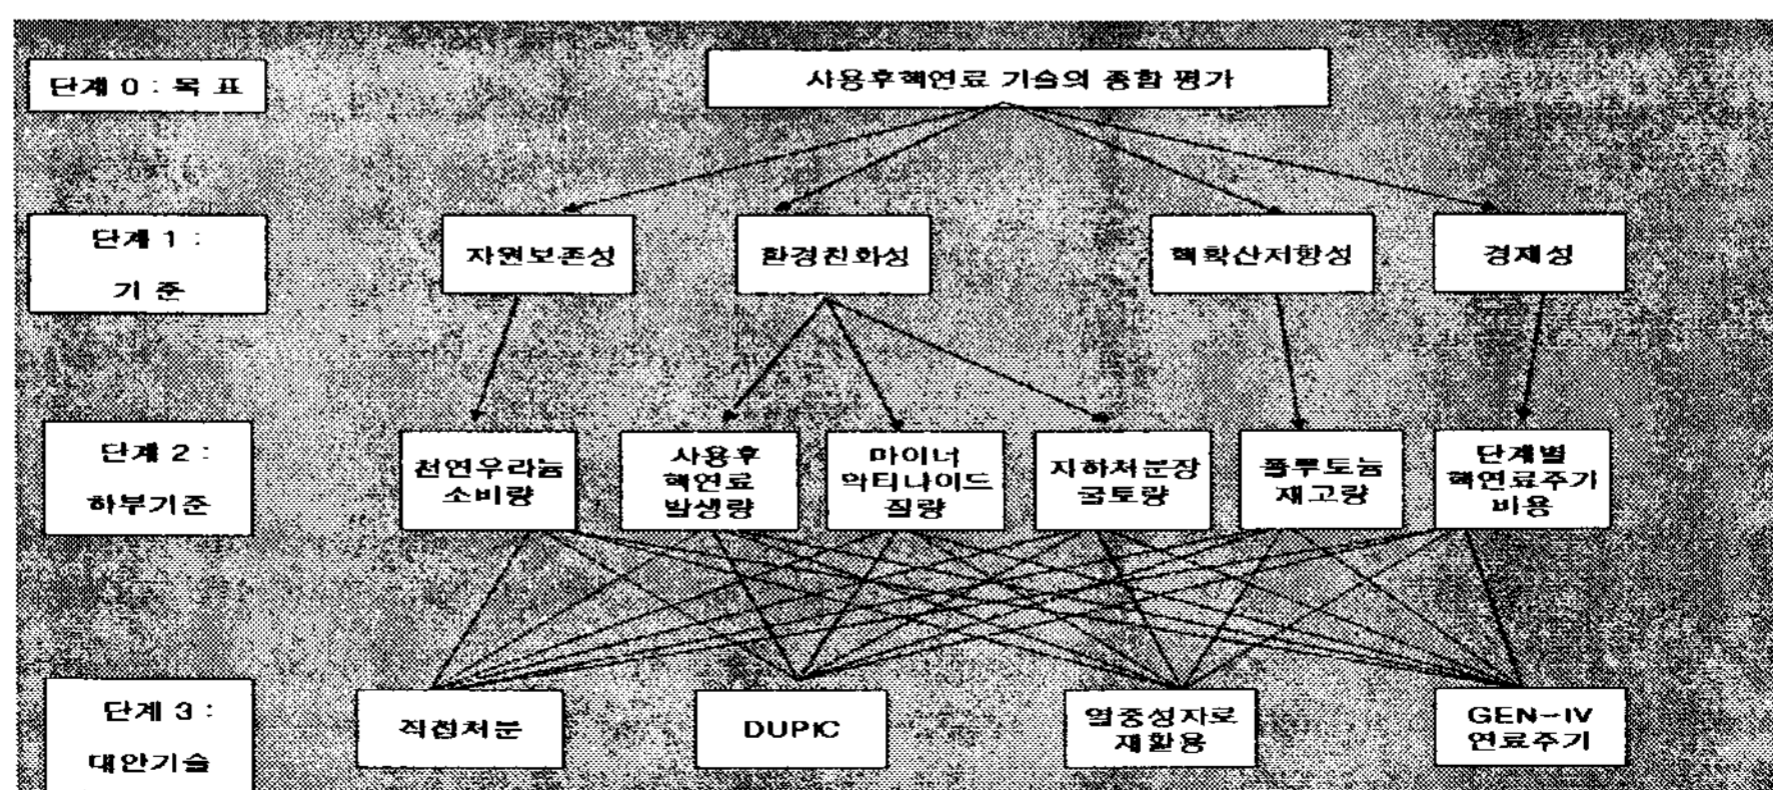 단계 0 : 목 표
사용후핵연료 기술의 종합 평가
단계 1 :
기 준
자원보존성
환경친화성
핵확산저항성
경제성
단계 2 :
하부기준
천연우라늄
소비량
사용후
핵연료
발생량
마이너
악티나이드
질량
지하처분장
굴토량
플루토늄
재고량
단계별
핵연료주기
비용
단계 3 :
대안기술
직접처분
DUPIC
열중성자로
재활용
GEN-IV
연료주기